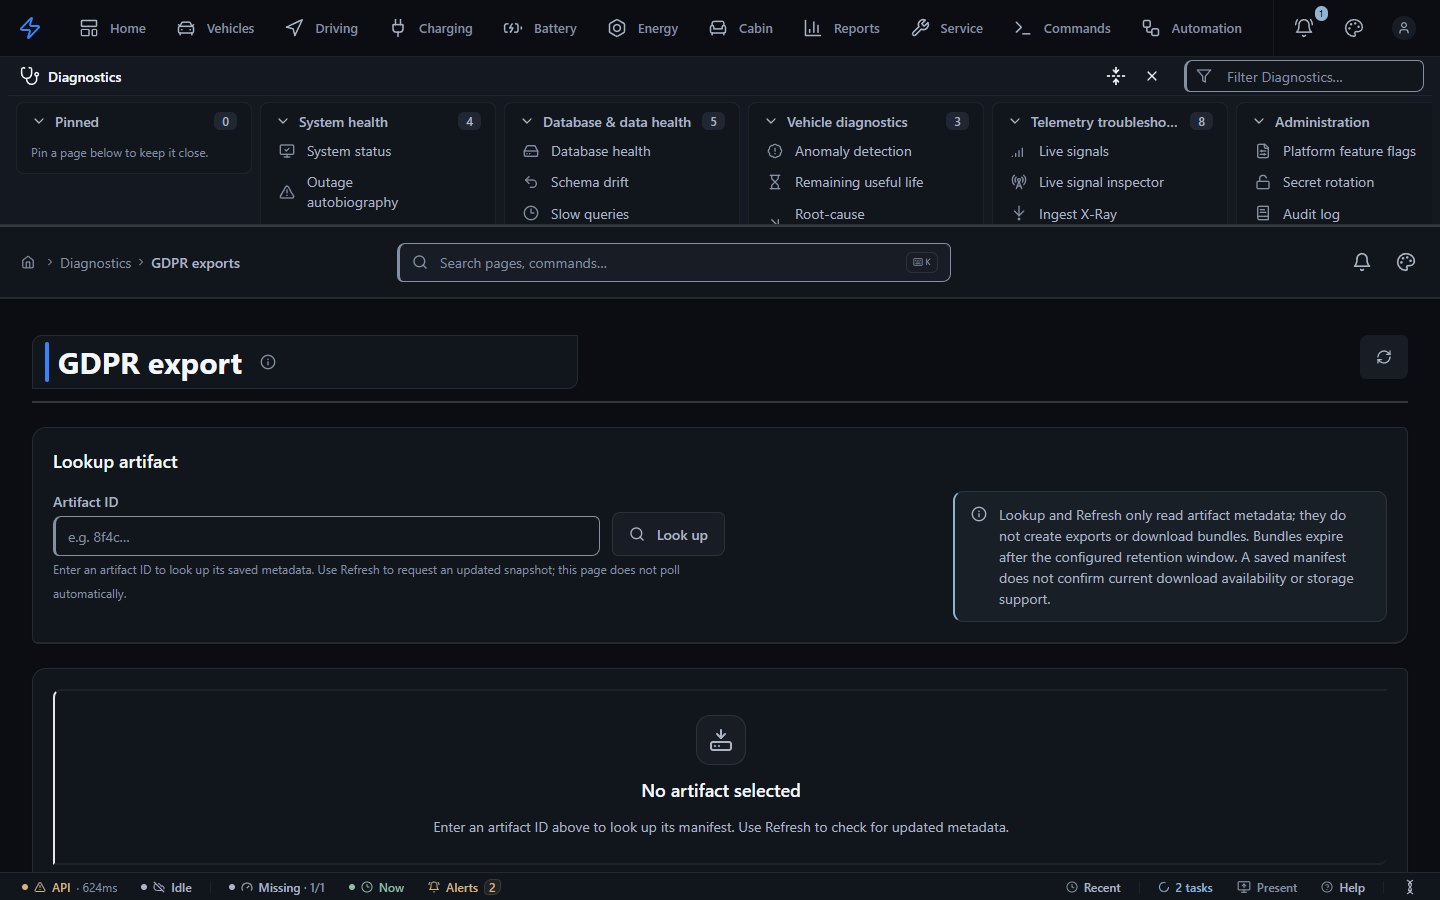 Home
Vehicles
Driving
Charging
Battery
Energy
Cabin
Reports
Service
Commands
Automation
1
Diagnostics
Filter Diagnostics...
Pinned
0
Pin a page below to keep it close.
System health
4
System status
Outage
autobiography
Database & data health
5
Database health
Schema drift
Slow queries
Vehicle diagnostics
3
Anomaly detection
Remaining useful life
Root-cause
Telemetry troublesho...
8
Live signals
Live signal inspector
Ingest X-Ray
Administration
Platform feature flags
Secret rotation
Audit log
Diagnostics
GDPR exports
Search pages, commands...
K
GDPR export
Lookup artifact
Artifact ID
e.g. 8f4c...
Look up
Enter an artifact ID to look up its saved metadata. Use Refresh to request an updated snapshot; this page does not poll
automatically.
Lookup and Refresh only read artifact metadata; they do
not create exports or download bundles. Bundles expire
after the configured retention window. A saved manifest
does not confirm current download availability or storage
support.
No artifact selected
Enter an artifact ID above to look up its manifest. Use Refresh to check for updated metadata.
API · 624ms
Idle
Missing · 1/1
Now
Alerts 2
Recent
2 tasks
Present
Help